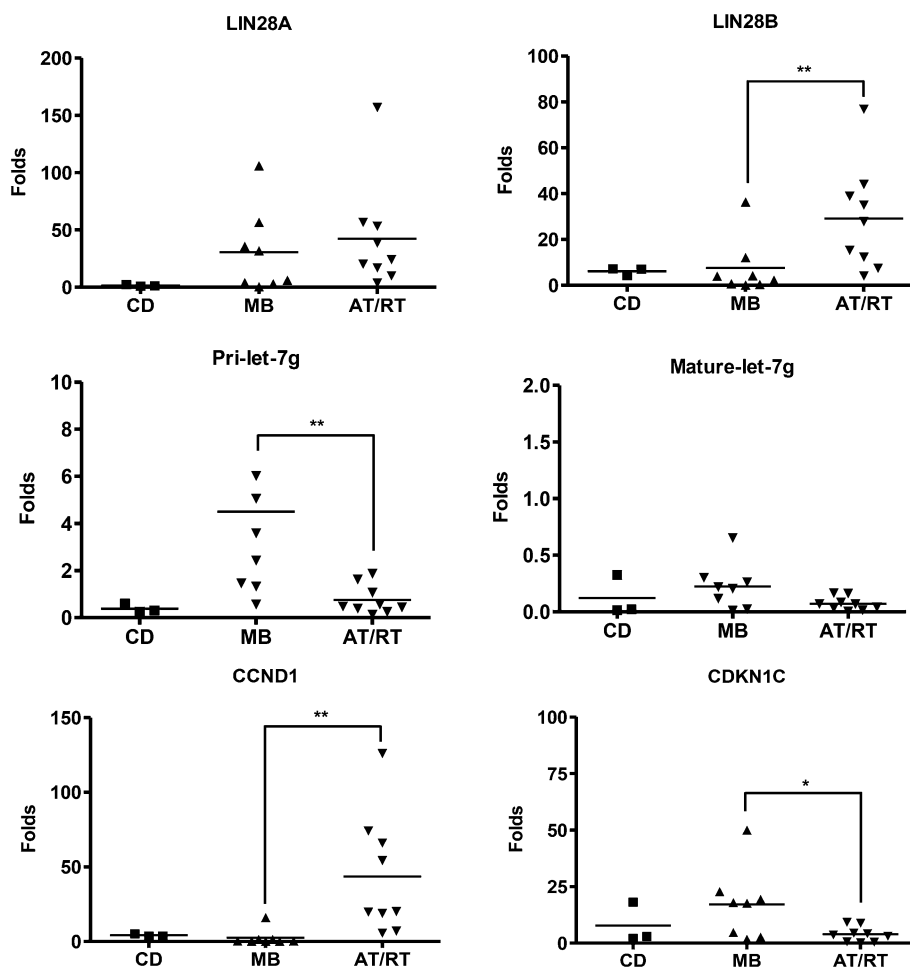 LIN28A
200
150
100
50
0
Folds
CD MB AT/RT
LIN28B
100
80
60
40
20
0
Folds
**
CD MB AT/RT
Pri-let-7g
10
8
6
4
2
0
Folds
**
CD MB AT/RT
Mature-let-7g
2.0
1.5
1.0
0.5
0.0
Folds
CD MB AT/RT
CCND1
150
100
50
0
Folds
**
CD MB AT/RT
CDKN1C
100
75
50
25
0
Folds
*
CD MB AT/RT